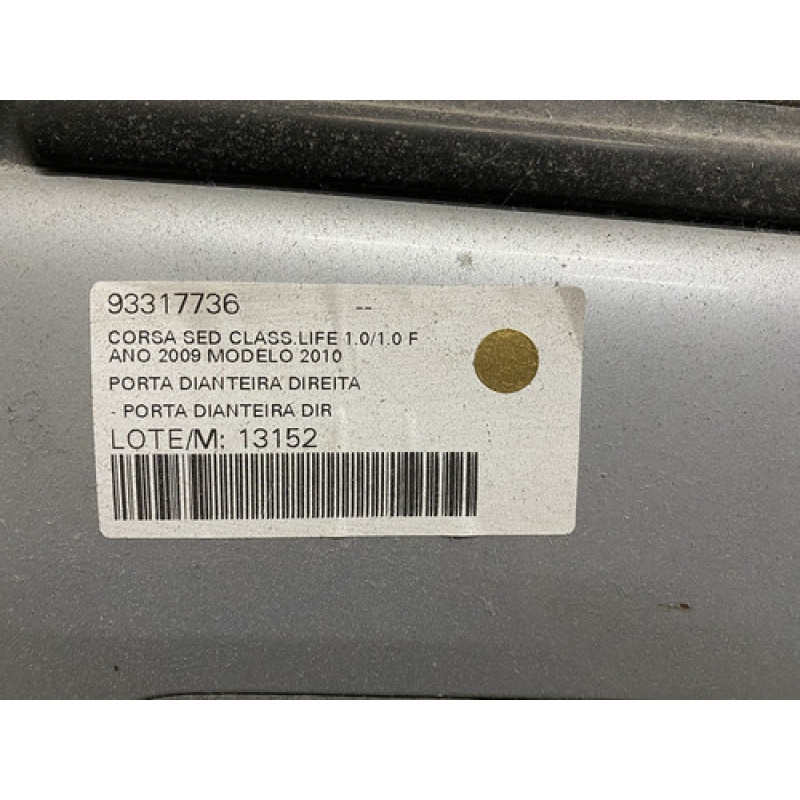 93317736 --
CORSA SED CLASS.LIFE 1.0/1.0 F
ANO 2009 MODELO 2010
PORTA DIANTEIRA DIREITA
- PORTA DIANTEIRA DIR
LOTE/M: 13152